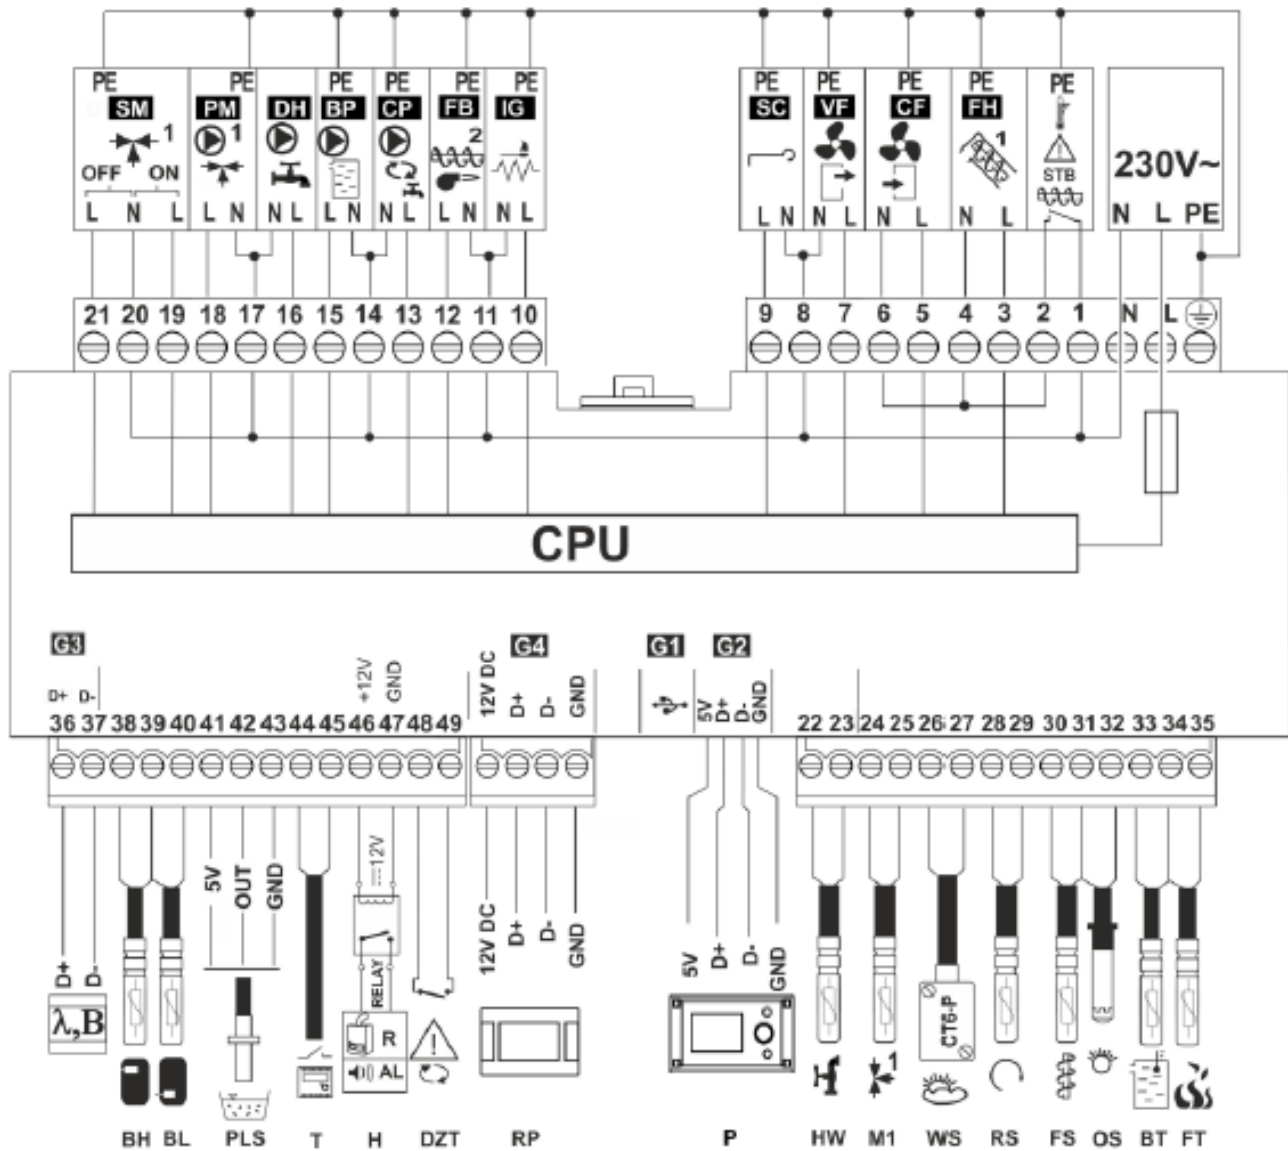 PE PE PE PE PE PE PE PE PE PE PE
SM PM DH BP CP FB IG SC VF CF FH
1 1 2 1
OFF ON STB 230V~
L N L L N N L L N N L L N N L L N N L N L N L N L PE
21 20 19 18 17 16 15 14 13 12 11 10 9 8 7 6 5 4 3 2 1 N L
CPU
G3 G4 G1 G2
D+ D- +12V GND 12V DC D+ D- GND 5V D+ D- GND
36 37 38 39 40 41 42 43 44 45 46 47 48 49 22 23 24 25 26 27 28 29 30 31 32 33 34 35
D+ D- 5V OUT GND 12V 12V DC D+ D- GND 5V D+ D- GND
RELAY
λ,B R CT6-P
AL 1
BH BL PLS T H DZT RP P HW M1 WS RS FS OS BT FT